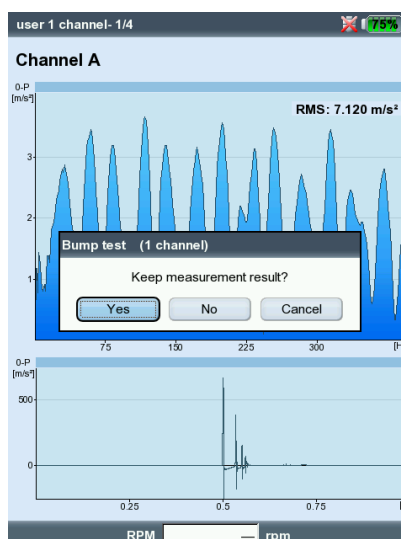 user 1 channel- 1/4
75%
Channel A
0-P
[m/s²]
RMS: 7.120 m/s²
3
2
Bump test (1 channel)
Keep measurement result?
1
Yes No Cancel
75 150 225 300 [H
0-P
[m/s²]
500
0
0.25 0.5 0.75
RPM — rpm